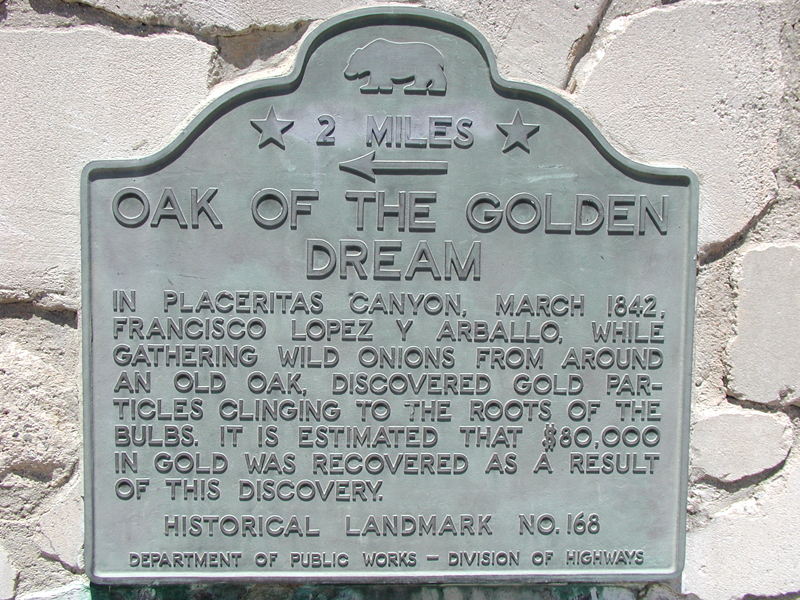 2 MILES
OAK OF THE GOLDEN
DREAM
IN PLACERITAS CANYON, MARCH 1842,
FRANCISCO LOPEZ Y ARBALLO, WHILE
GATHERING WILD ONIONS FROM AROUND
AN OLD OAK, DISCOVERED GOLD PAR-
TICLES CLINGING TO THE ROOTS OF THE
BULBS. IT IS ESTIMATED THAT $80,000
IN GOLD WAS RECOVERED AS A RESULT
OF THIS DISCOVERY.
HISTORICAL LANDMARK NO. 168
DEPARTMENT OF PUBLIC WORKS – DIVISION OF HIGHWAYS